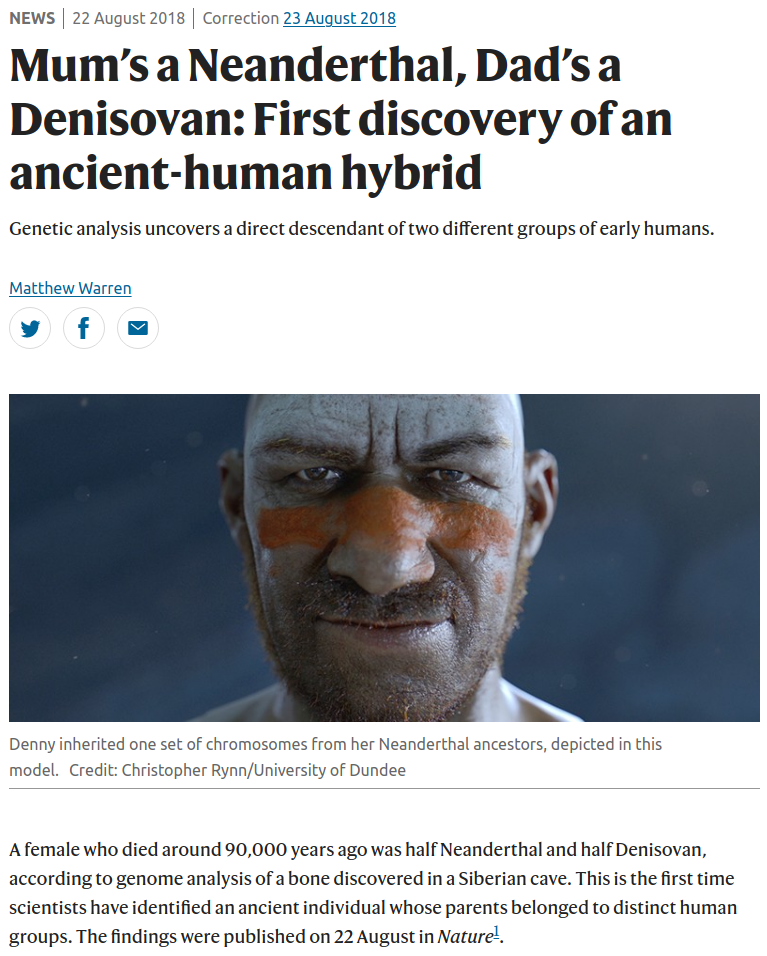 NEWS | 22 August 2018 | Correction 23 August 2018
Mum’s a Neanderthal, Dad’s a
Denisovan: First discovery of an
ancient-human hybrid
Genetic analysis uncovers a direct descendant of two different groups of early humans.
Matthew Warren
Denny inherited one set of chromosomes from her Neanderthal ancestors, depicted in this
model. Credit: Christopher Rynn/University of Dundee
A female who died around 90,000 years ago was half Neanderthal and half Denisovan,
according to genome analysis of a bone discovered in a Siberian cave. This is the first time
scientists have identified an ancient individual whose parents belonged to distinct human
groups. The findings were published on 22 August in Nature1.